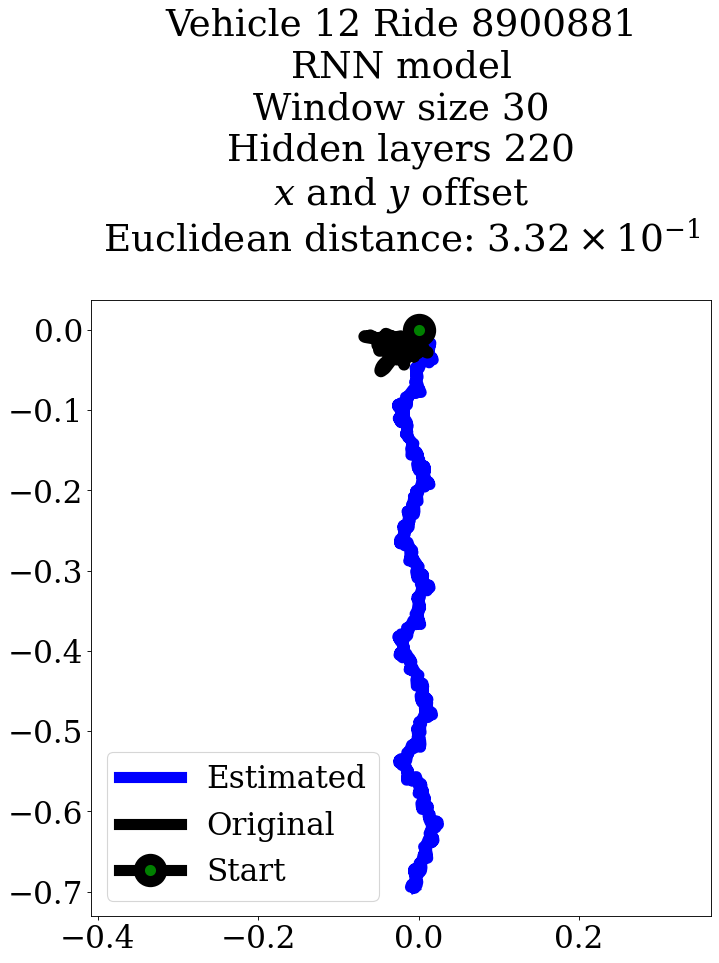 Vehicle 12 Ride 8900881
RNN model
Window size 30
Hidden layers 220
x and y offset
Euclidean distance: 3.32 × 10⁻¹
0.0
−0.1
−0.2
−0.3
−0.4
−0.5
−0.6
−0.7
Estimated
Original
Start
−0.4 −0.2 0.0 0.2